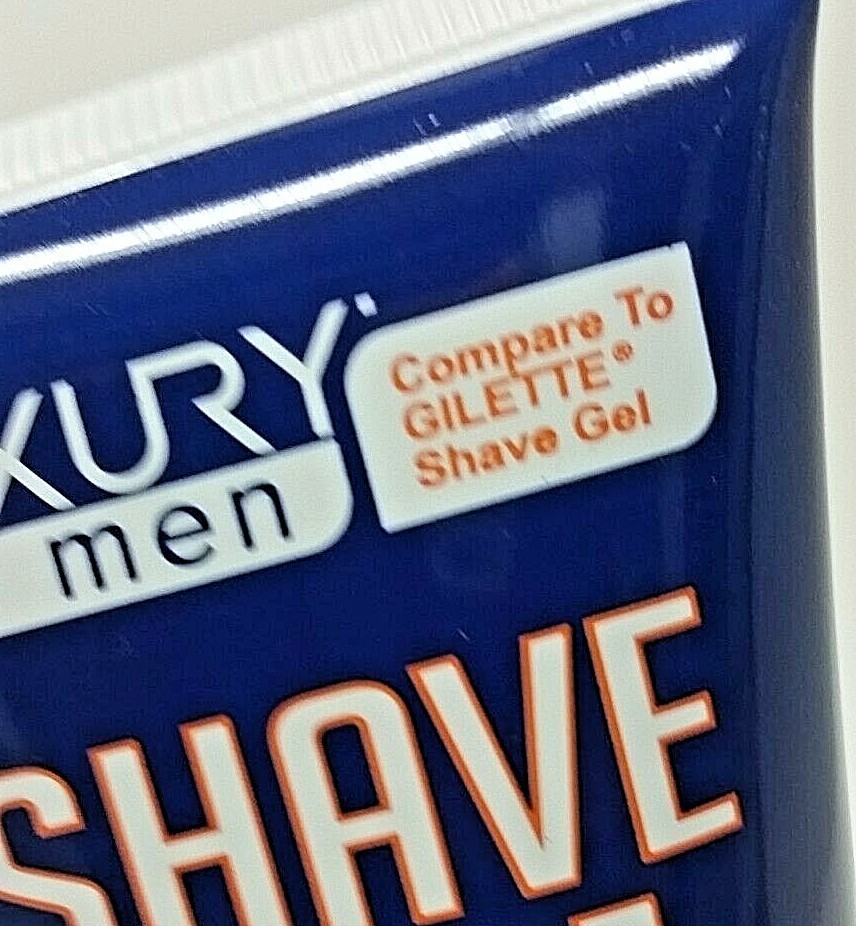 XURY
men
Compare To
GILETTE®
Shave Gel
SHAVE